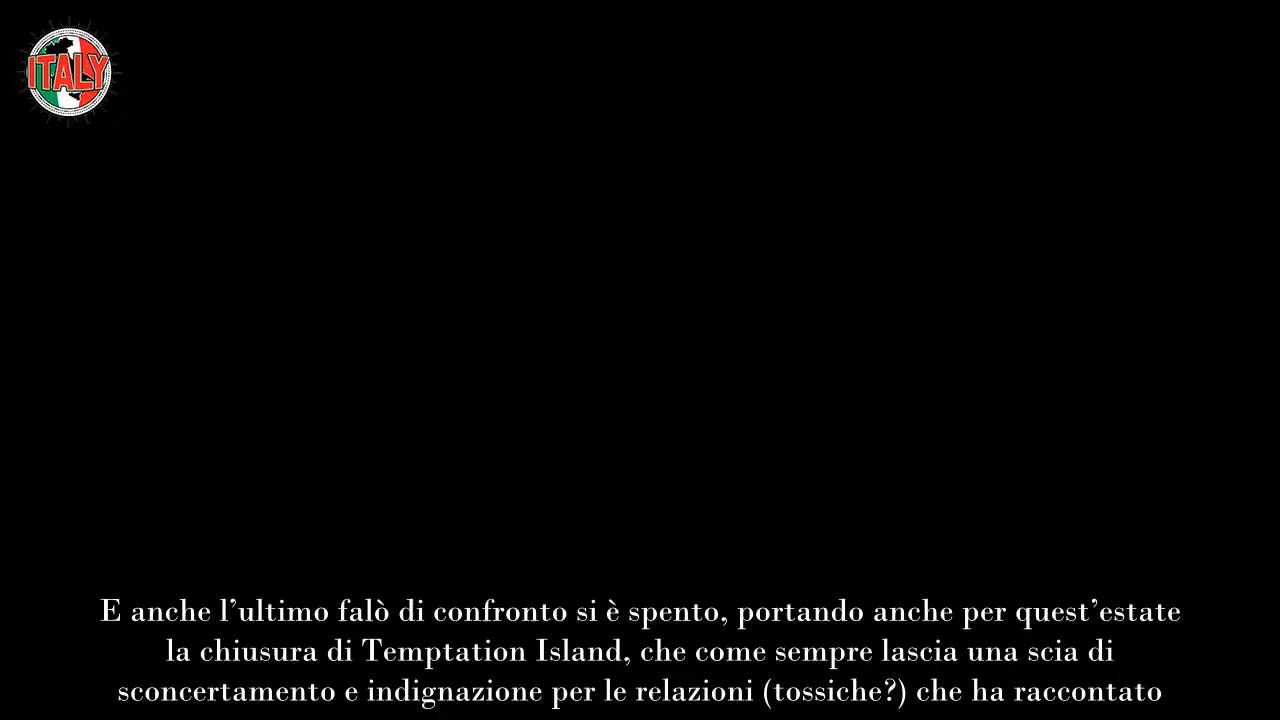 ITALY
E anche l’ultimo falò di confronto si è spento, portando anche per quest’estate
la chiusura di Temptation Island, che come sempre lascia una scia di
sconcertamento e indignazione per le relazioni (tossiche?) che ha raccontato